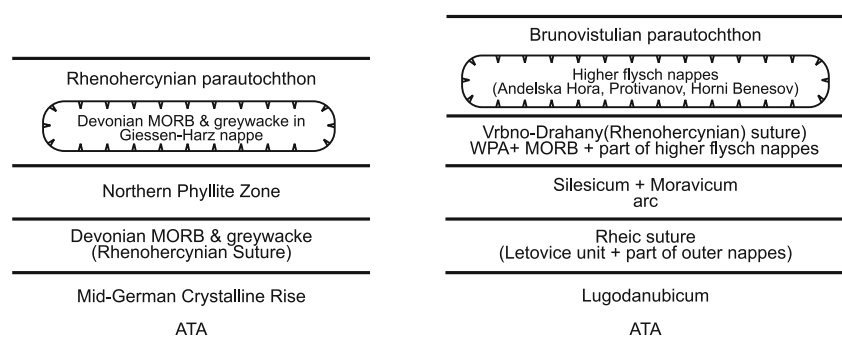 Rhenohercynian parautochthon
Devonian MORB & greywacke in
Giessen-Harz nappe
Northern Phyllite Zone
Devonian MORB & greywacke
(Rhenohercynian Suture)
Mid-German Crystalline Rise
ATA
Brunovistulian parautochthon
Higher flysch nappes
(Andelska Hora, Protivanov, Horni Benesov)
Vrbno-Drahany(Rhenohercynian) suture)
WPA+ MORB + part of higher flysch nappes
Silesicum + Moravicum
arc
Rheic suture
(Letovice unit + part of outer nappes)
Lugodanubicum
ATA